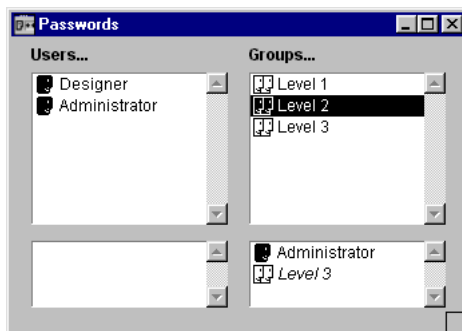 Passwords
Users...
Groups...
Designer
Administrator
Level 1
Level 2
Level 3
Administrator
Level 3